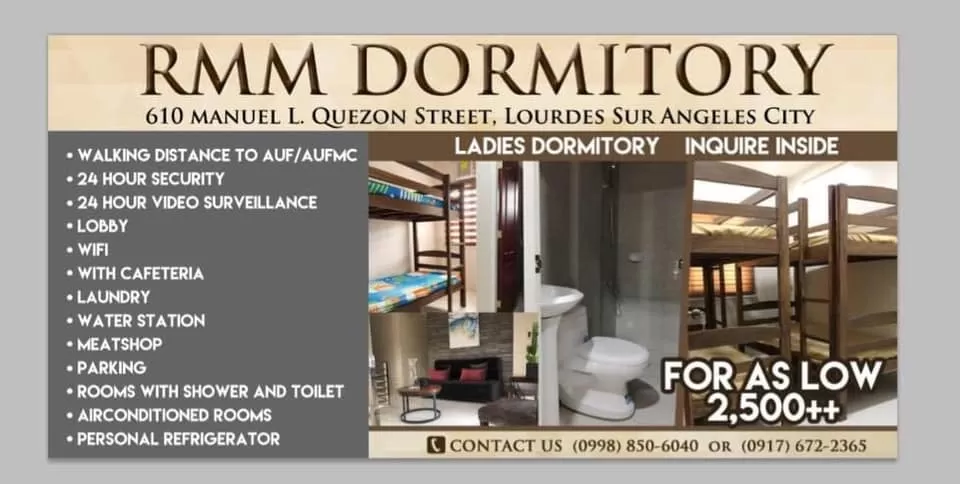 RMM DORMITORY
610 MANUEL L. QUEZON STREET, LOURDES SUR ANGELES CITY
LADIES DORMITORY INQUIRE INSIDE
• WALKING DISTANCE TO AUF/AUFMC
• 24 HOUR SECURITY
• 24 HOUR VIDEO SURVEILLANCE
• LOBBY
• WIFI
• WITH CAFETERIA
• LAUNDRY
• WATER STATION
• MEATSHOP
• PARKING
• ROOMS WITH SHOWER AND TOILET
• AIRCONDITIONED ROOMS
• PERSONAL REFRIGERATOR
FOR AS LOW
2,500++
CONTACT US (0998) 850-6040 OR (0917) 672-2365